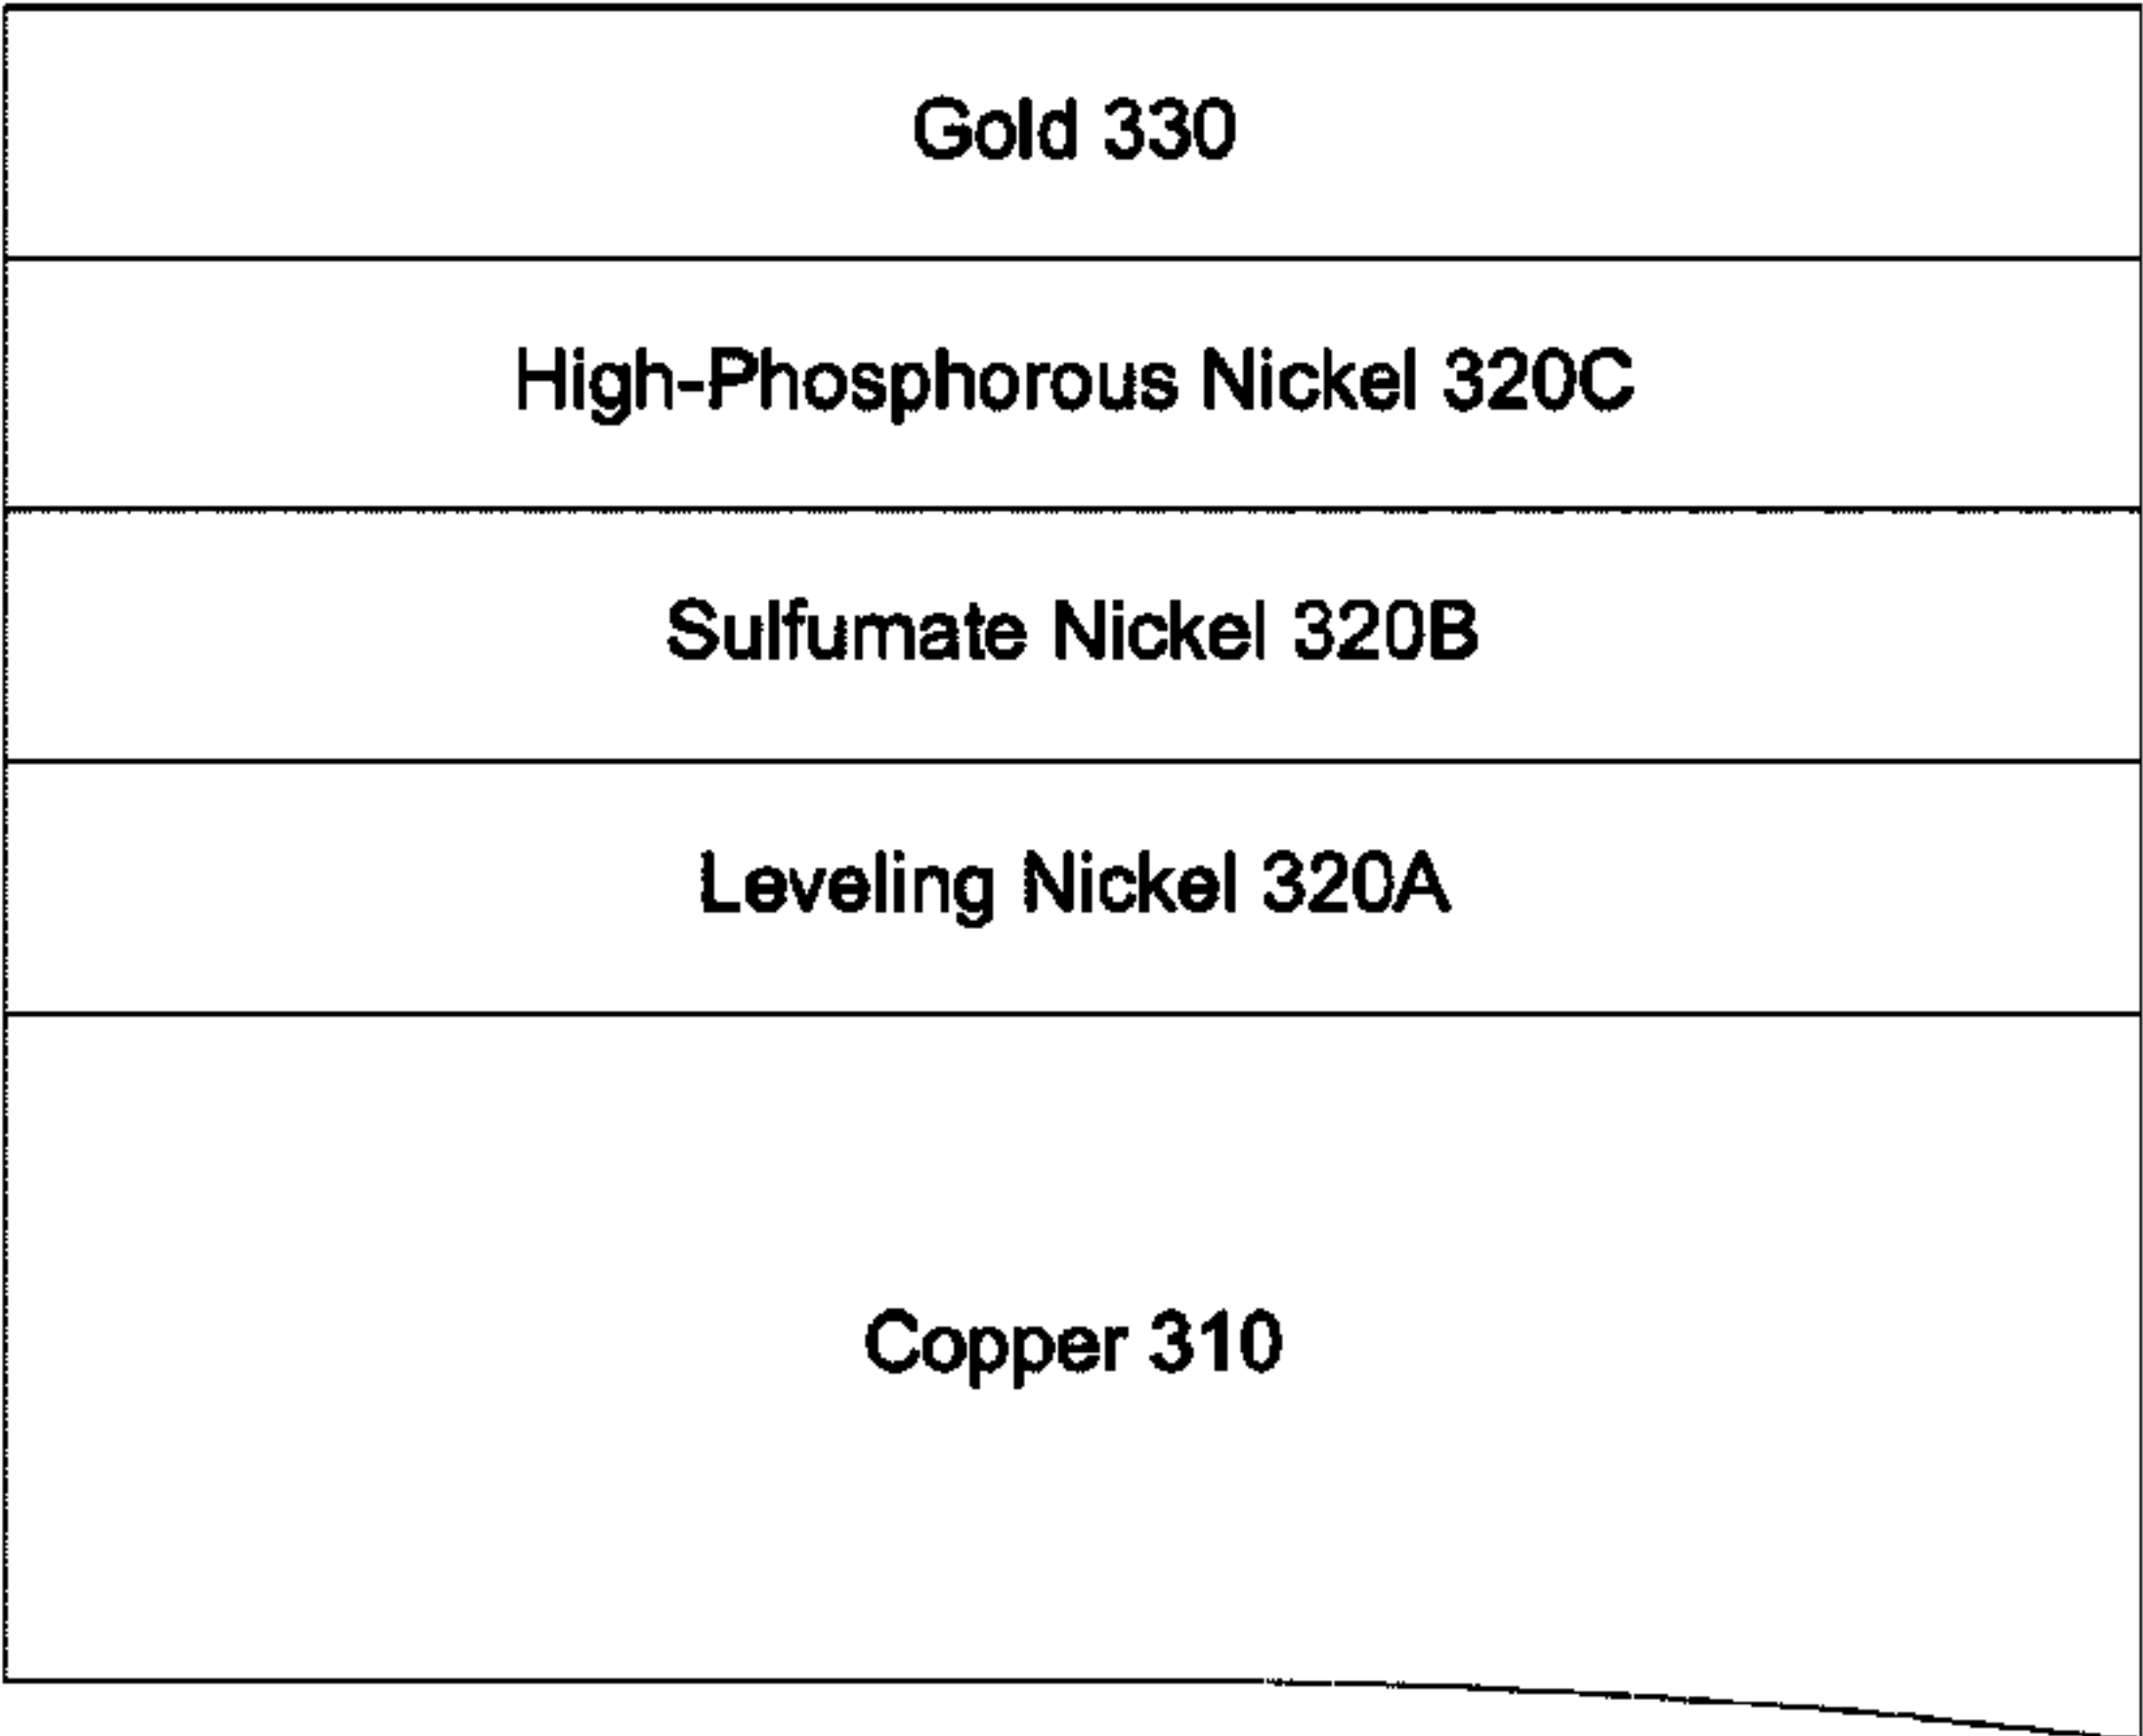 Gold 330
High-Phosphorous Nickel 320C
Sulfumate Nickel 320B
Leveling Nickel 320A
Copper 310